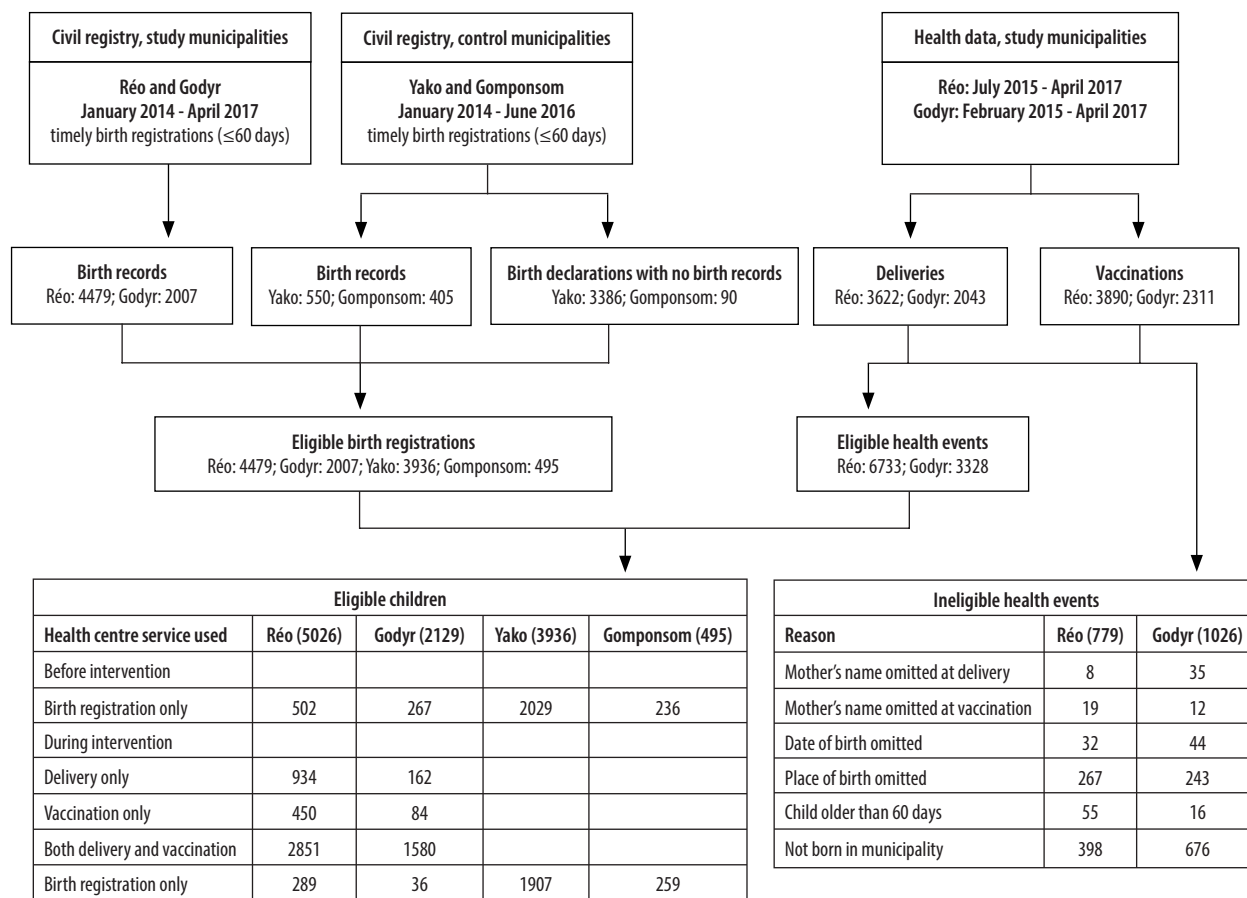 Civil registry, study municipalities
Réo and Godyr
January 2014 - April 2017
timely birth registrations (≤60 days)
Civil registry, control municipalities
Yako and Gomponsom
January 2014 - June 2016
timely birth registrations (≤60 days)
Health data, study municipalities
Réo: July 2015 - April 2017
Godyr: February 2015 - April 2017
Birth records
Réo: 4479; Godyr: 2007
Birth records
Yako: 550; Gomponsom: 405
Birth declarations with no birth records
Yako: 3386; Gomponsom: 90
Deliveries
Réo: 3622; Godyr: 2043
Vaccinations
Réo: 3890; Godyr: 2311
Eligible birth registrations
Réo: 4479; Godyr: 2007; Yako: 3936; Gomponsom: 495
Eligible health events
Réo: 6733; Godyr: 3328
Eligible children
Health centre service used Réo (5026) Godyr (2129) Yako (3936) Gomponsom (495)
Before intervention
Birth registration only 502 267 2029 236
During intervention
Delivery only 934 162
Vaccination only 450 84
Both delivery and vaccination 2851 1580
Birth registration only 289 36 1907 259
Ineligible health events
Reason Réo (779) Godyr (1026)
Mother's name omitted at delivery 8 35
Mother's name omitted at vaccination 19 12
Date of birth omitted 32 44
Place of birth omitted 267 243
Child older than 60 days 55 16
Not born in municipality 398 676